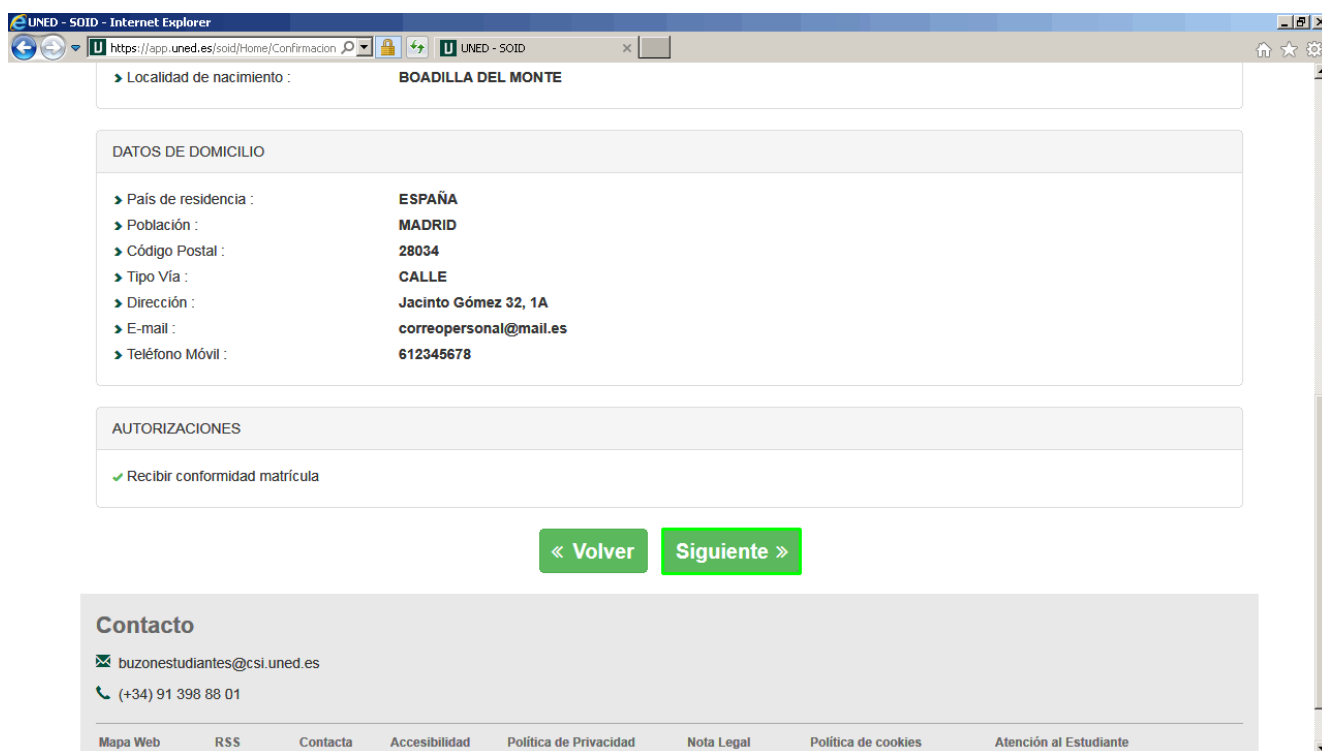 UNED - SOID - Internet Explorer
https://app.uned.es/soid/Home/Confirmacion
UNED - SOID
Localidad de nacimiento : BOADILLA DEL MONTE
DATOS DE DOMICILIO
País de residencia : ESPAÑA
Población : MADRID
Código Postal : 28034
Tipo Vía : CALLE
Dirección : Jacinto Gómez 32, 1A
E-mail : correopersonal@mail.es
Teléfono Móvil : 612345678
AUTORIZACIONES
Recibir conformidad matrícula
« Volver Siguiente »
Contacto
buzonestudiantes@csi.uned.es
(+34) 91 398 88 01
Mapa Web RSS Contacta Accesibilidad Política de Privacidad Nota Legal Política de cookies Atención al Estudiante